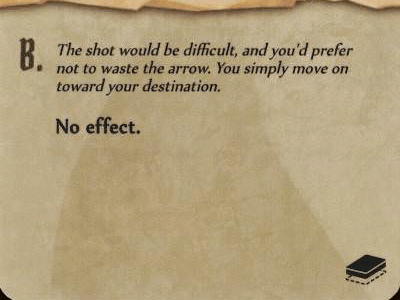 B. The shot would be difficult, and you'd prefer
not to waste the arrow. You simply move on
toward your destination.
No effect.